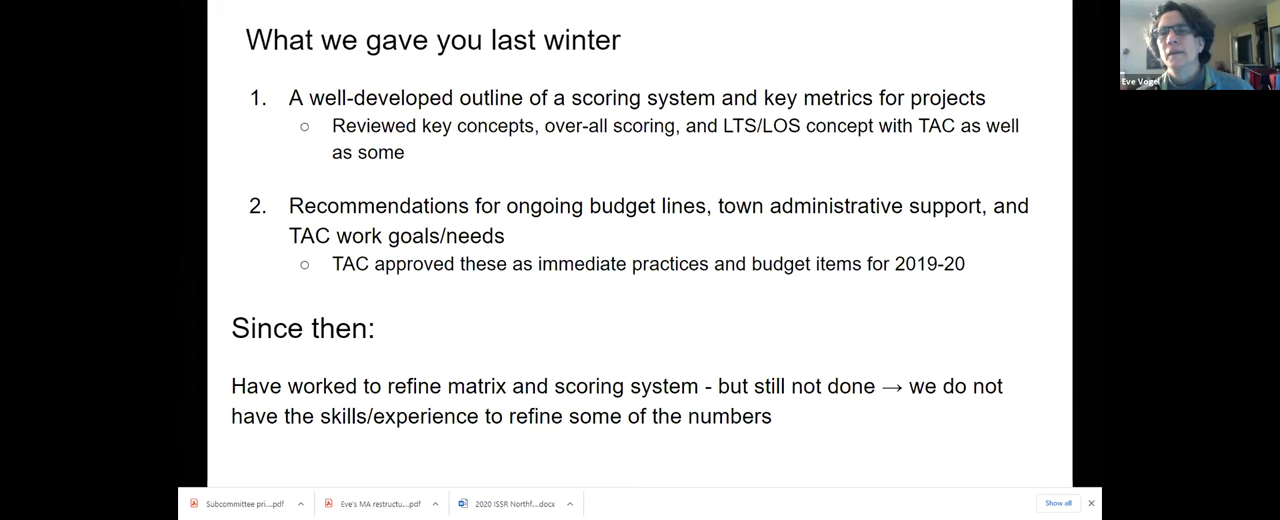 What we gave you last winter
1. A well-developed outline of a scoring system and key metrics for projects
○ Reviewed key concepts, over-all scoring, and LTS/LOS concept with TAC as well
as some
2. Recommendations for ongoing budget lines, town administrative support, and
TAC work goals/needs
○ TAC approved these as immediate practices and budget items for 2019-20
Since then:
Have worked to refine matrix and scoring system - but still not done → we do not
have the skills/experience to refine some of the numbers
Eve Vogel
Subcommittee pri....pdf
Eve's MA restructu....pdf
2020 ISSR Northf....docx
Show all